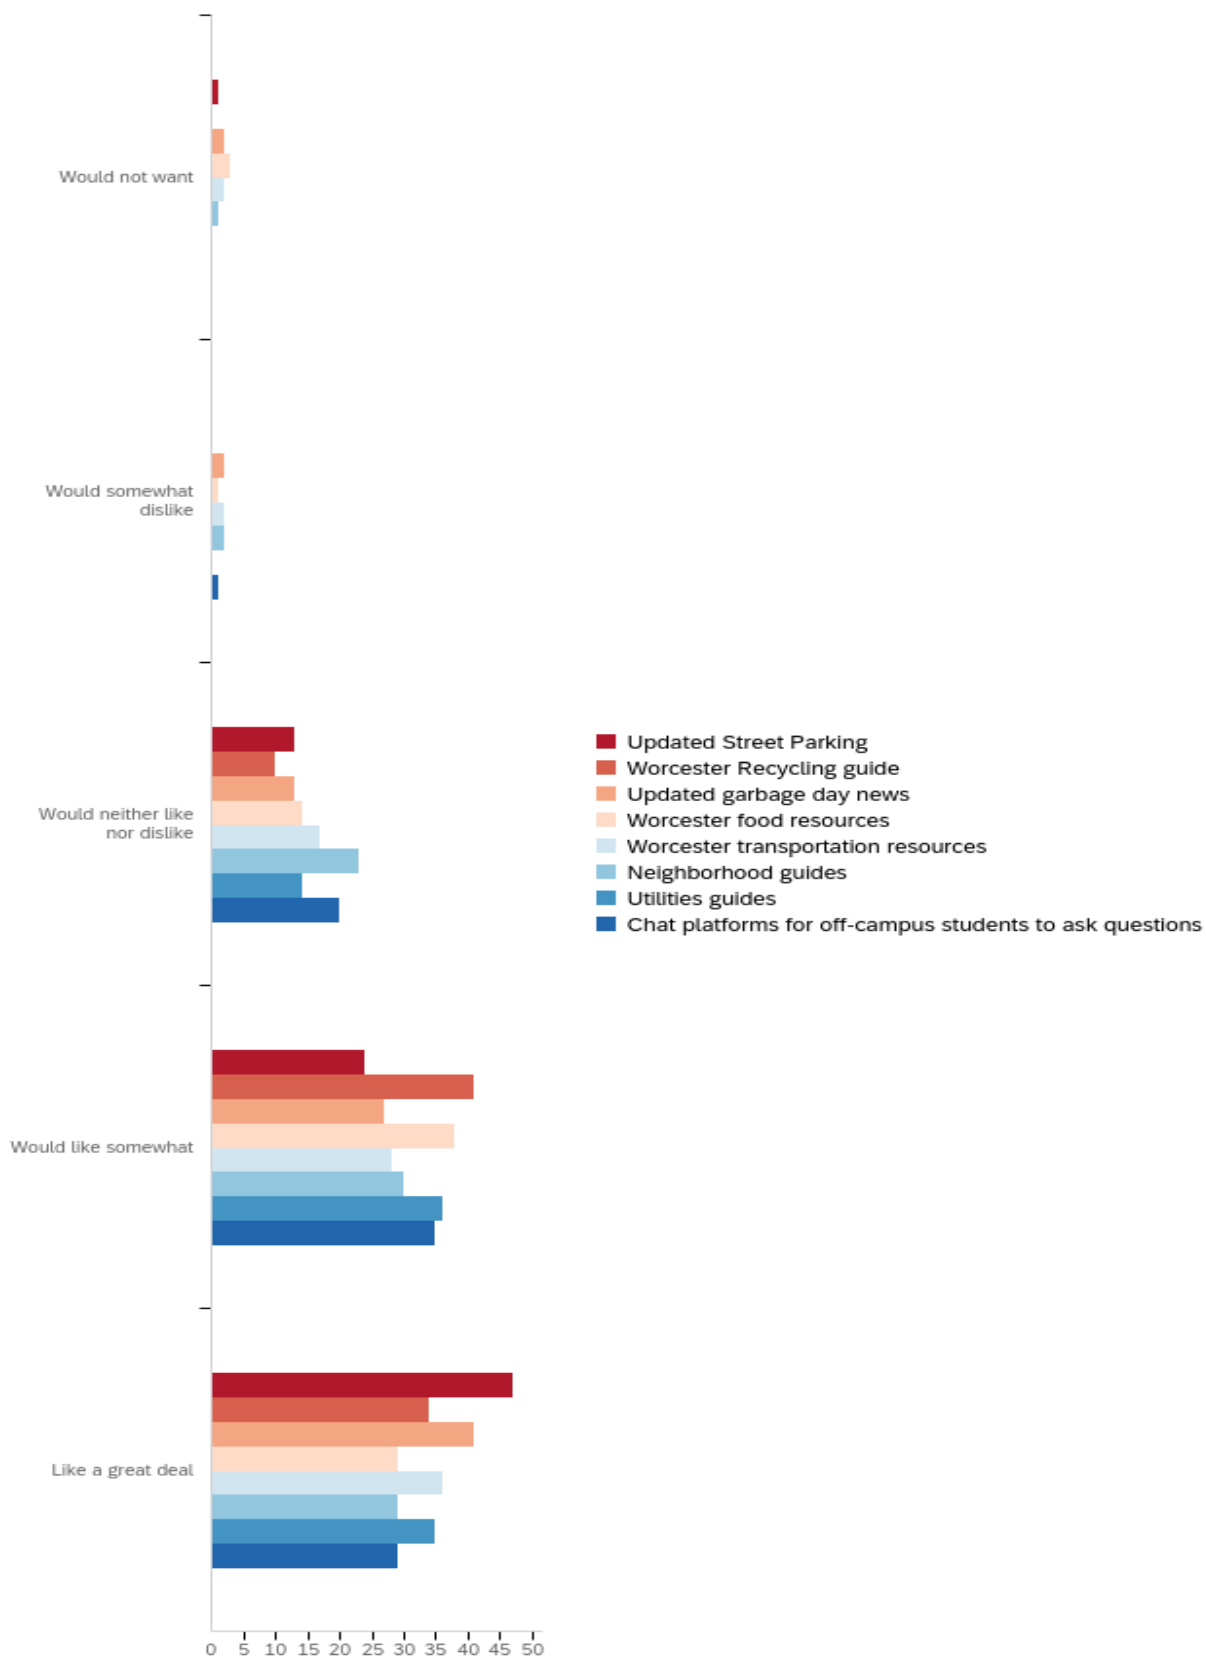 Would not want
Would somewhat
dislike
Would neither like
nor dislike
Would like somewhat
Like a great deal
Updated Street Parking
Worcester Recycling guide
Updated garbage day news
Worcester food resources
Worcester transportation resources
Neighborhood guides
Utilities guides
Chat platforms for off-campus students to ask questions
0 5 10 15 20 25 30 35 40 45 50